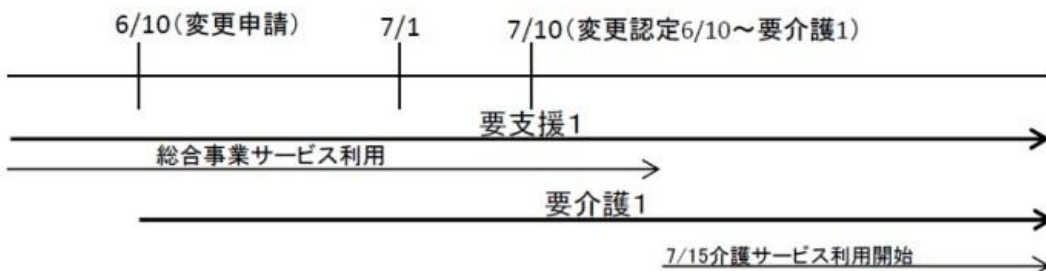 6/10(変更申請) 7/1 7/10(変更認定6/10～要介護1)
要支援1
総合事業サービス利用
要介護1
7/15介護サービス利用開始